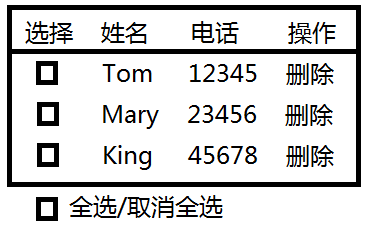 选择 姓名 电话 操作
Tom 12345 删除
Mary 23456 删除
King 45678 删除
全选/取消全选